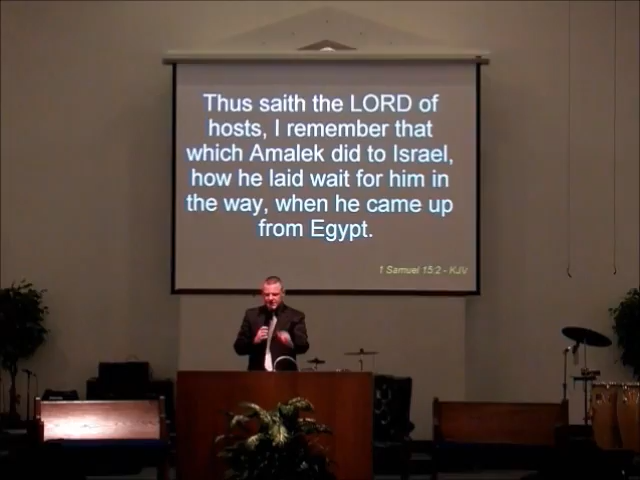 Thus saith the LORD of
hosts, I remember that
which Amalek did to Israel,
how he laid wait for him in
the way, when he came up
from Egypt.
1 Samuel 15:2 - KJV